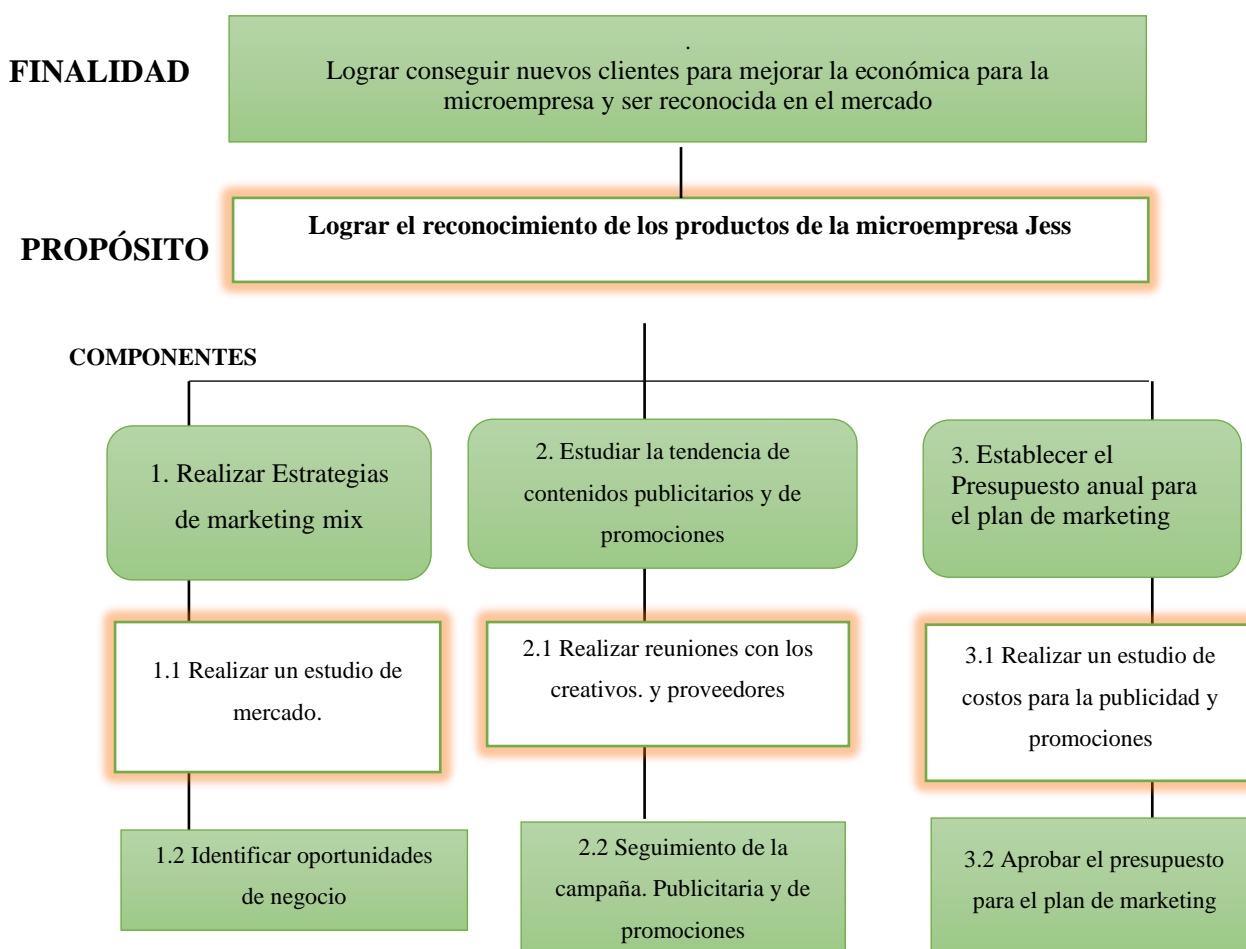 .
FINALIDAD
Lograr conseguir nuevos clientes para mejorar la económica para la
microempresa y ser reconocida en el mercado
Lograr el reconocimiento de los productos de la microempresa Jess
PROPÓSITO
COMPONENTES
1. Realizar Estrategias
de marketing mix
2. Estudiar la tendencia de
contenidos publicitarios y de
promociones
3. Establecer el
Presupuesto anual para
el plan de marketing
1.1 Realizar un estudio de
mercado.
2.1 Realizar reuniones con los
creativos. y proveedores
3.1 Realizar un estudio de
costos para la publicidad y
promociones
1.2 Identificar oportunidades
de negocio
2.2 Seguimiento de la
campaña. Publicitaria y de
promociones
3.2 Aprobar el presupuesto
para el plan de marketing